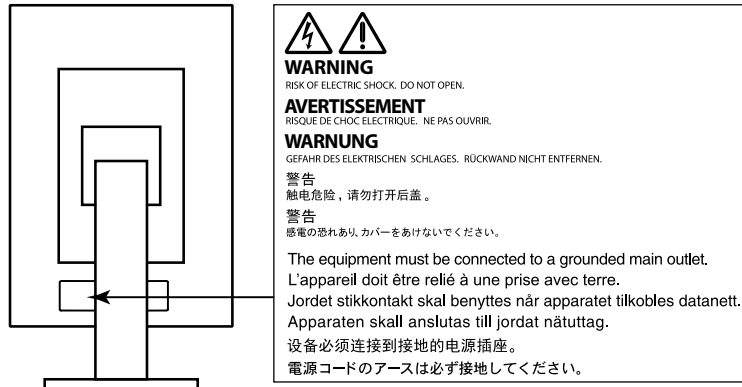 WARNING
RISK OF ELECTRIC SHOCK. DO NOT OPEN.
AVERTISSEMENT
RISQUE DE CHOC ELECTRIQUE. NE PAS OUVRIR.
WARNUNG
GEFAHR DES ELEKTRISCHEN SCHLAGES. RÜCKWAND NICHT ENTFERNEN.
警告
触电危险，请勿打开后盖。
警告
感電の恐れあり、カバーをあけないでください。
The equipment must be connected to a grounded main outlet.
L'appareil doit être relié à une prise avec terre.
Jordet stikkontakt skal benyttes når apparatet tilkobles datanett.
Apparaten skall anslutas till jordat nätuttag.
设备必须连接到接地的电源插座。
電源コードのアースは必ず接地してください。